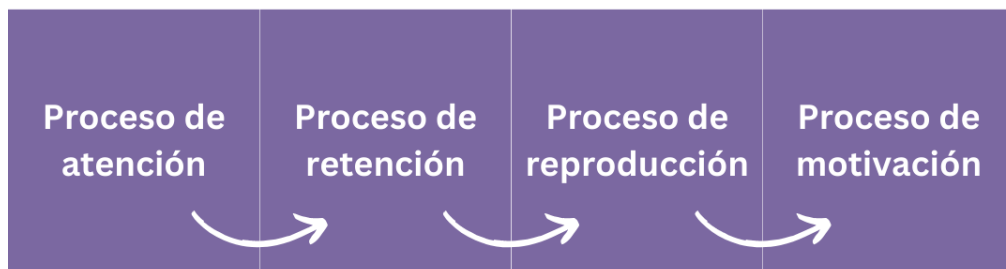 Proceso de
atención
Proceso de
retención
Proceso de
reproducción
Proceso de
motivación